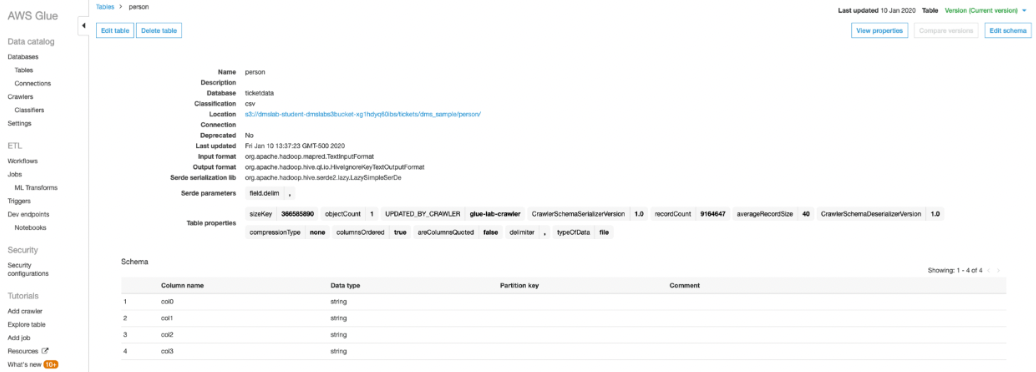 AWS Glue
Data catalog
Databases
Tables
Connections
Crawlers
Classifiers
Settings
ETL
Workflows
Jobs
ML Transforms
Triggers
Dev endpoints
Notebooks
Security
Security
configurations
Tutorials
Add crawler
Explore table
Add job
Resources
What's new 10+
Tables > person
Last updated 10 Jan 2020 Table Version (Current version)
Edit table Delete table
View properties Compare versions Edit schema
Name person
Description
Database ticketdata
Classification csv
Location
Connection
Deprecated No
Last updated Fri Jan 10 13:37:23 GMT-500 2020
Input format org.apache.hadoop.mapred.TextInputFormat
Output format org.apache.hadoop.hive.ql.io.HiveIgnoreKeyTextOutputFormat
Serde serialization lib org.apache.hadoop.hive.serde2.lazy.LazySimpleSerDe
Serde parameters field.delim ,
Table properties
sizeKey 366585890 objectCount 1 UPDATED_BY_CRAWLER glue-lab-crawler CrawlerSchemaSerializerVersion 1.0 recordCount 9164647 averageRecordSize 40 CrawlerSchemaDeserializerVersion 1.0
compressionType none columnsOrdered true areColumnsQuoted false delimiter , typeOfData file
Schema
Showing: 1 - 4 of 4 < >
Column name Data type Partition key Comment
1 col0 string
2 col1 string
3 col2 string
4 col3 string